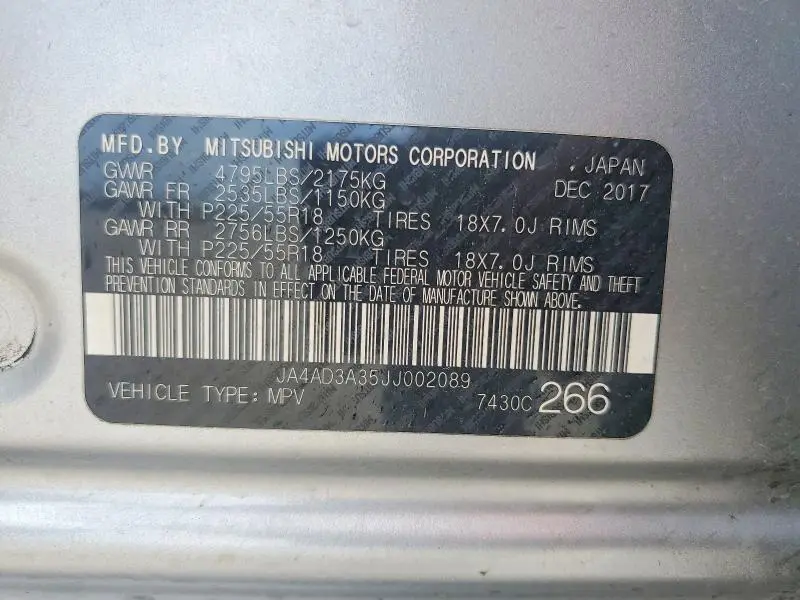 MFD.BY MITSUBISHI MOTORS CORPORATION , JAPAN
GVWR 4795LBS/2175KG DEC 2017
GAWR FR 2535LBS/1150KG
WITH P225/55R18 TIRES 18X7.0J RIMS
GAWR RR 2756LBS/1250KG
WITH P225/55R18 TIRES 18X7.0J RIMS
THIS VEHICLE CONFORMS TO ALL APPLICABLE FEDERAL MOTOR VEHICLE SAFETY AND THEFT
PREVENTION STANDARDS IN EFFECT ON THE DATE OF MANUFACTURE SHOWN ABOVE.
JA4AD3A35JJ002089
VEHICLE TYPE: MPV 7430C 266